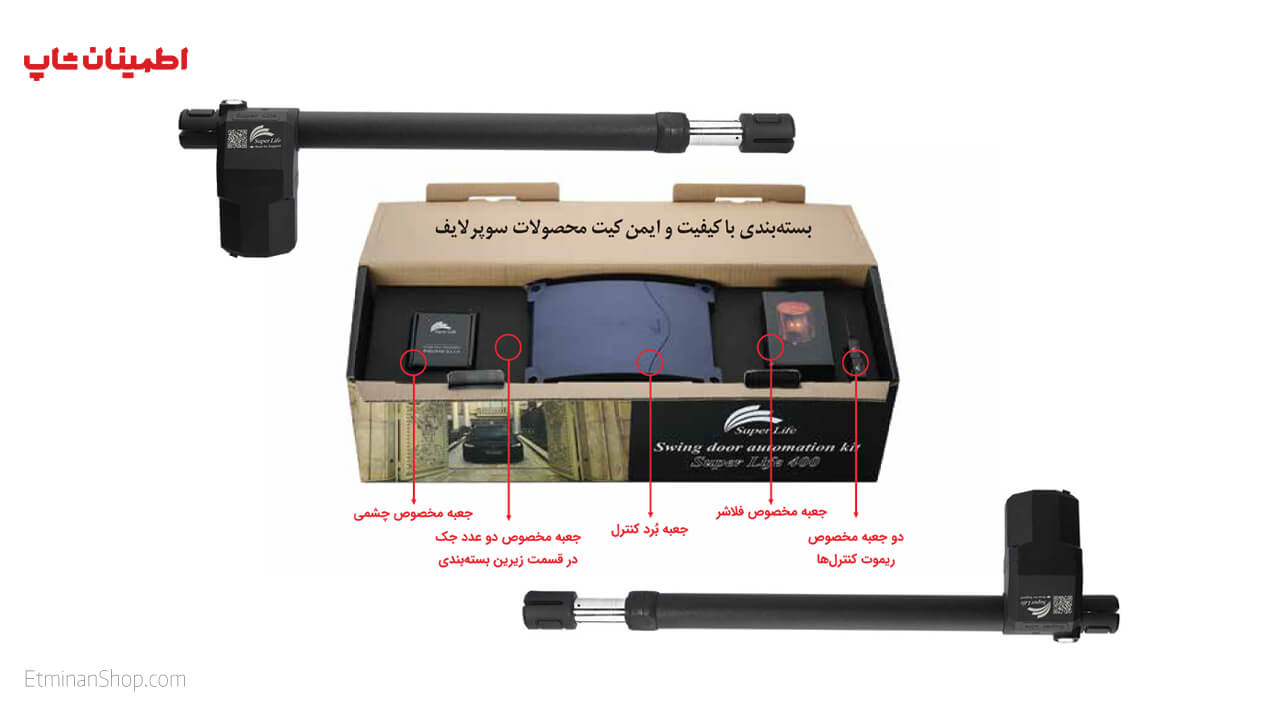 اطمینان شاپ
Super Life
بسته‌بندی با کیفیت و ایمن کیت محصولات سوپرلایف
Super Life
Super Life
Swing door automation kit
Super Life 400
جعبه مخصوص چشمی
جعبه مخصوص دو عدد جک
در قسمت زیرین بسته‌بندی
جعبه بُرد کنترل
جعبه مخصوص فلاشر
دو جعبه مخصوص
ریموت کنترل‌ها
Super Life
EtminanShop.com